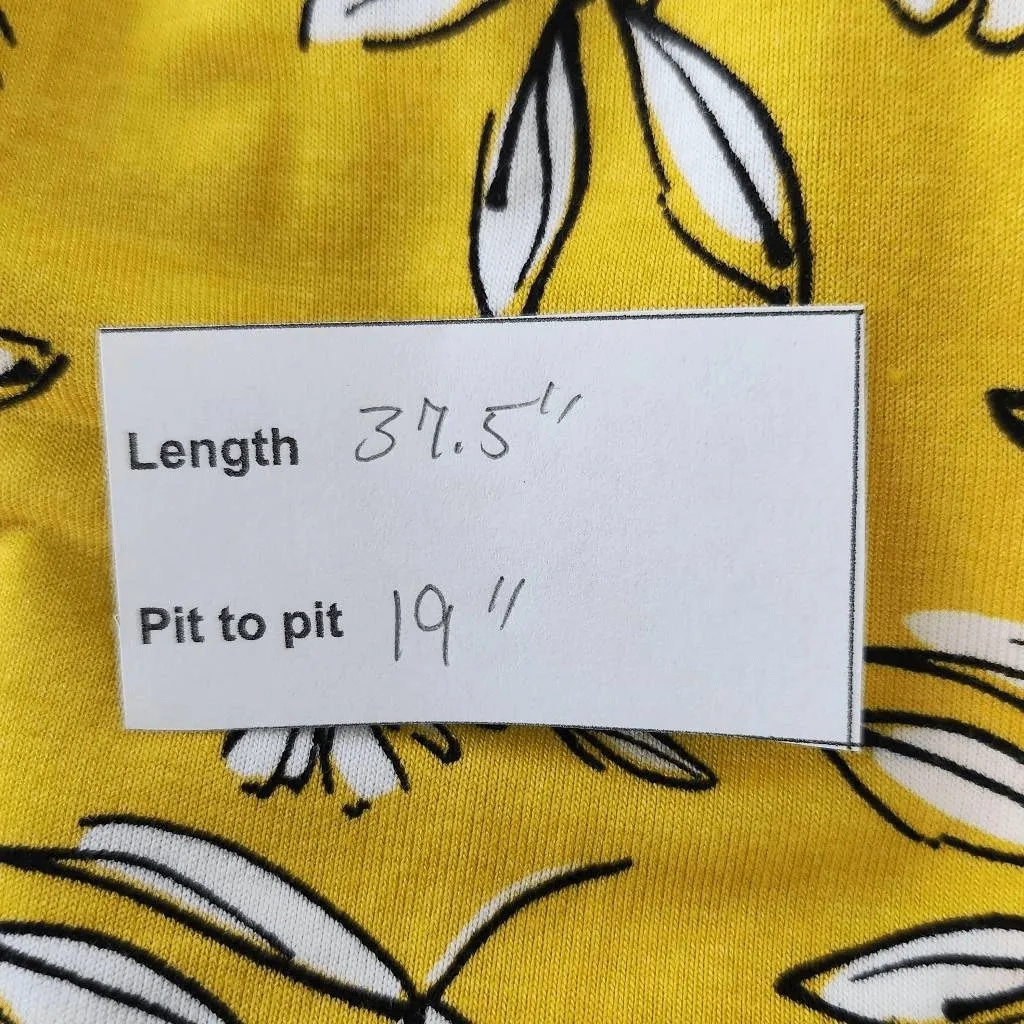 Length 37.5"
Pit to pit 19"